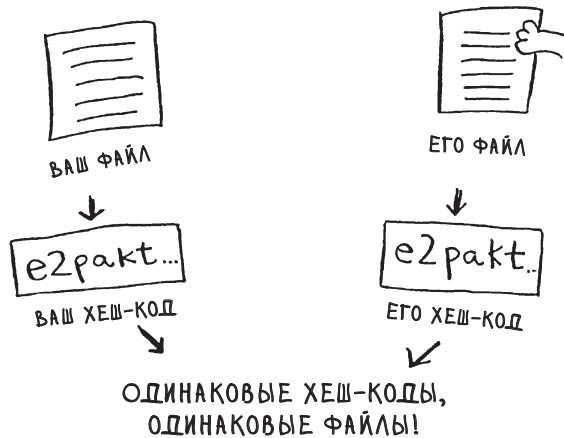 ВАШ ФАЙЛ
ЕГО ФАЙЛ
e2pakt...
e2pakt..
ВАШ ХЕШ-КОД
ЕГО ХЕШ-КОД
ОДИНАКОВЫЕ ХЕШ-КОДЫ,
ОДИНАКОВЫЕ ФАЙЛЫ!